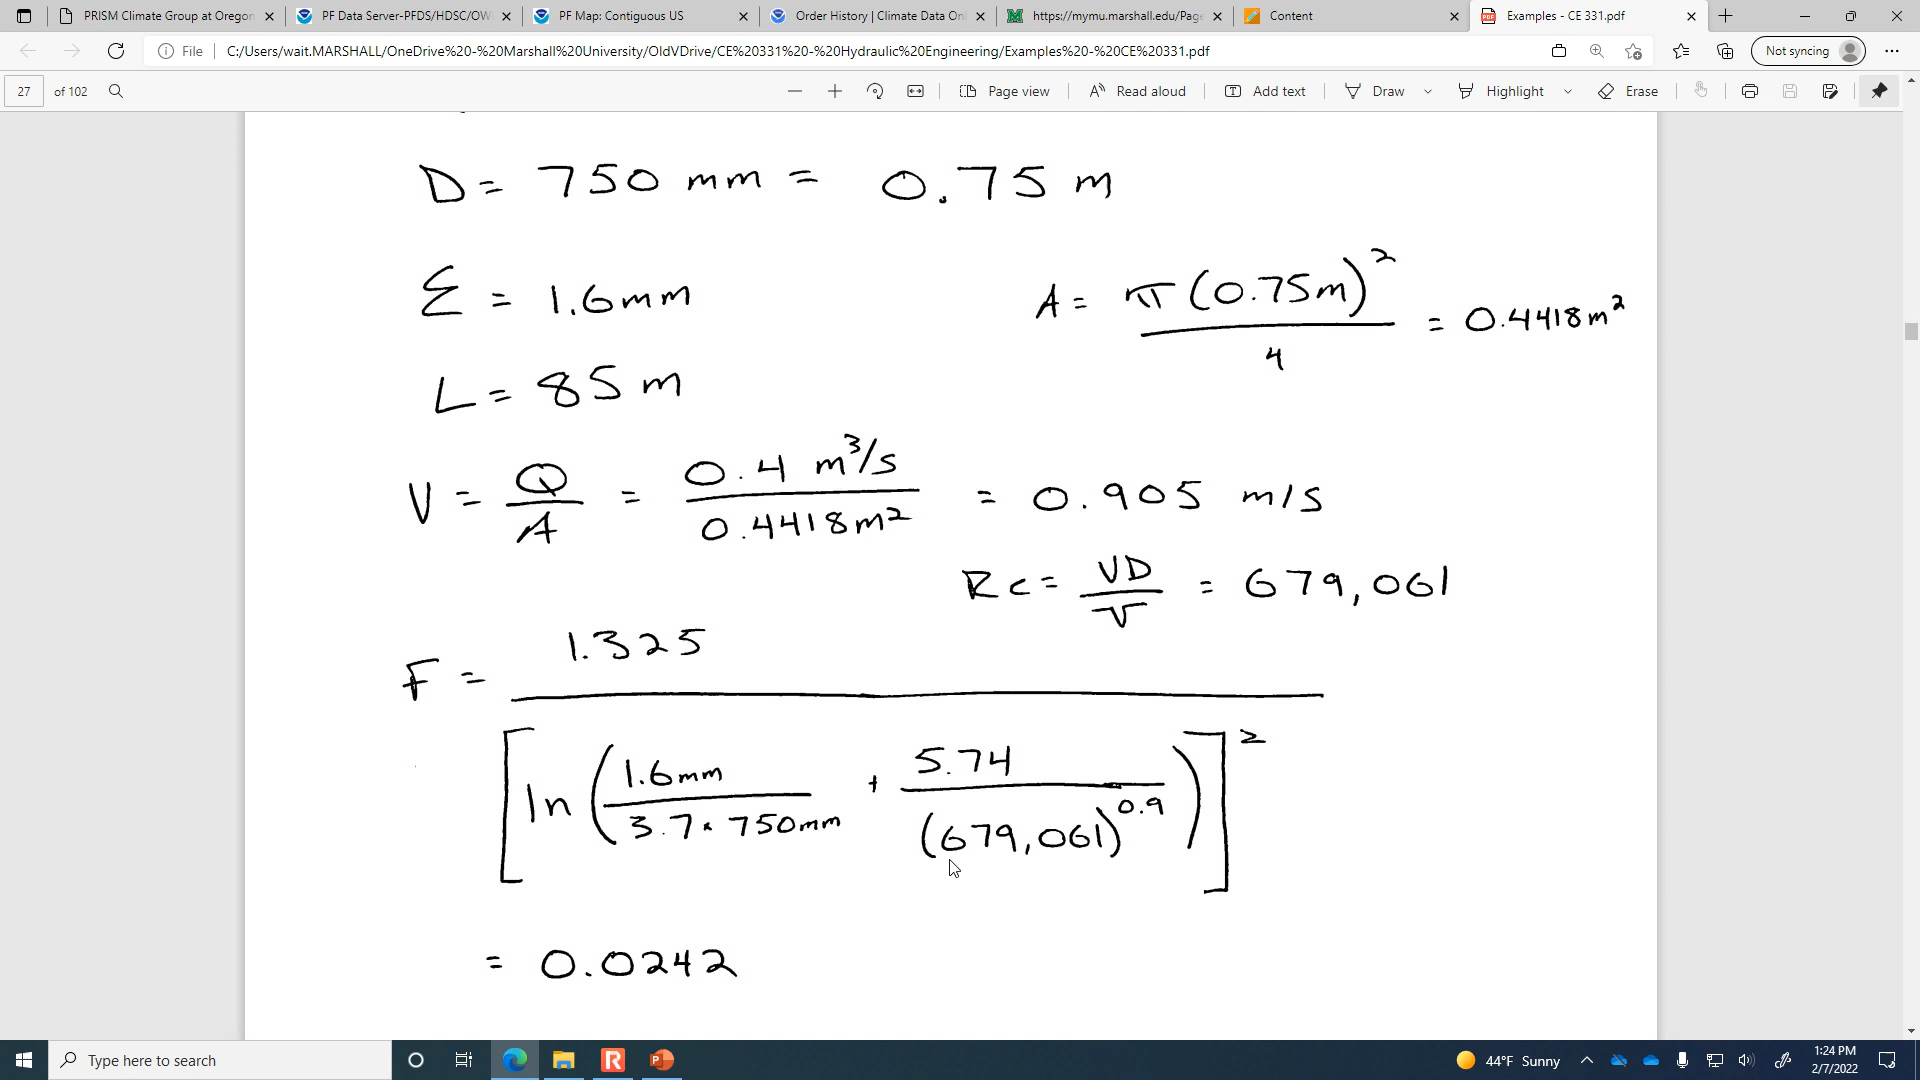 PRISM Climate Group at Oregon
PF Data Server-PFDS/HDSC/OW
PF Map: Contiguous US
Order History | Climate Data On
https://mymu.marshall.edu/Page
Content
Examples - CE 331.pdf
File
C:/Users/wait.MARSHALL/OneDrive%20-%20Marshall%20University/OldVDrive/CE%20331%20-%20Hydraulic%20Engineering/Examples%20-%20CE%20331.pdf
Not syncing
27 of 102
Page view
Read aloud
Add text
Draw
Highlight
Erase
D = 750 mm = 0.75 m
Ɛ = 1.6mm
A = π (0.75m)² / 4 = 0.4418m²
L = 85 m
V = Q / A = 0.4 m³/s / 0.4418m² = 0.905 m/s
Re = VD / ν = 679,061
F = 1.325 / [ln (1.6mm / 3.7 * 750mm + 5.74 / (679,061)^0.9)]²
= 0.0242
Type here to search
44°F Sunny
1:24 PM
2/7/2022